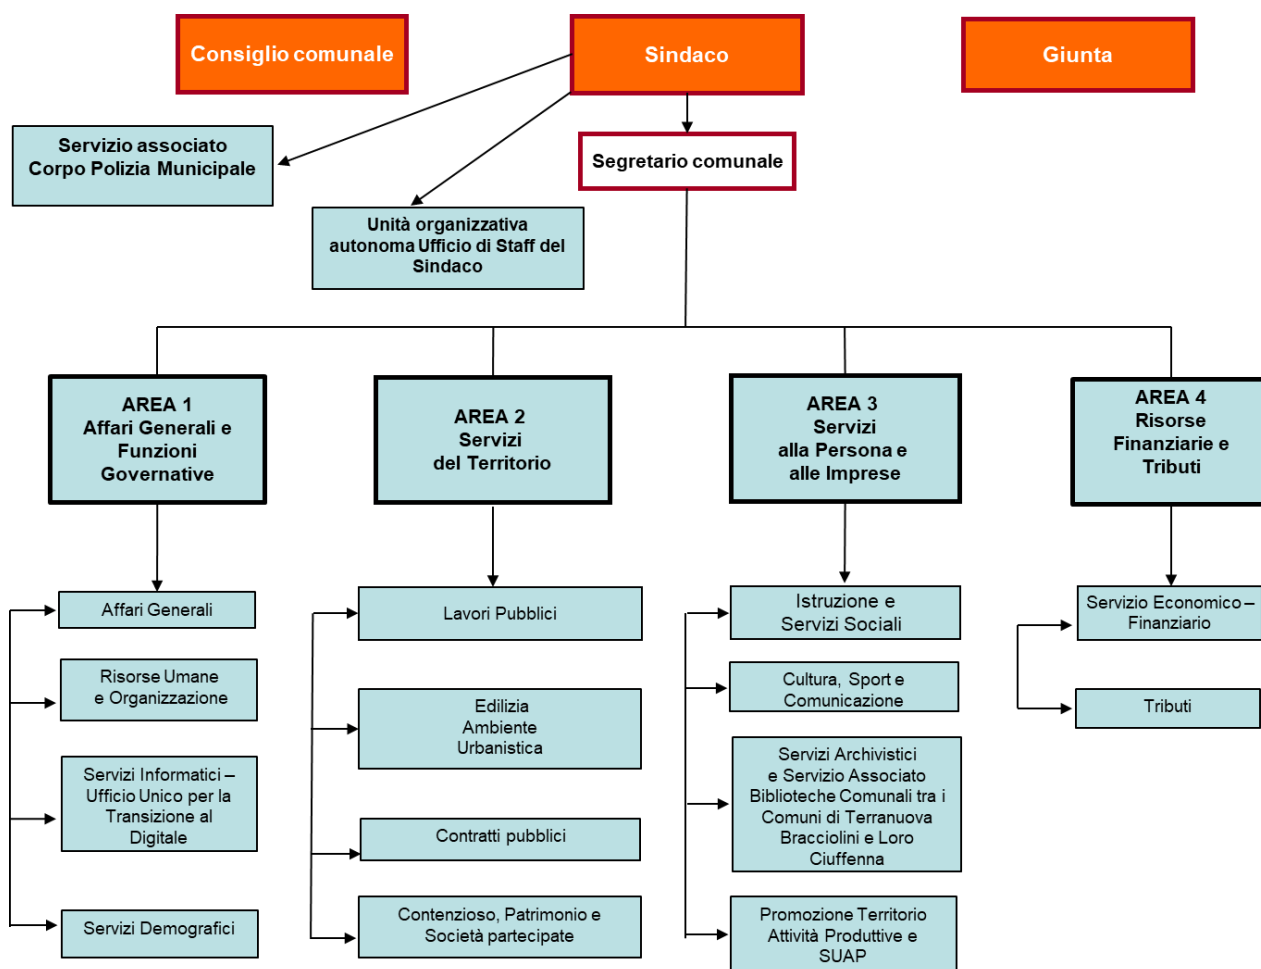 Consiglio comunale
Sindaco
Giunta
Servizio associato
Corpo Polizia Municipale
Segretario comunale
Unità organizzativa
autonoma Ufficio di Staff del
Sindaco
AREA 1
Affari Generali e
Funzioni
Governative
AREA 2
Servizi
del Territorio
AREA 3
Servizi
alla Persona e
alle Imprese
AREA 4
Risorse
Finanziarie e
Tributi
Affari Generali
Risorse Umane
e Organizzazione
Servizi Informatici –
Ufficio Unico per la
Transizione al
Digitale
Servizi Demografici
Lavori Pubblici
Edilizia
Ambiente
Urbanistica
Contratti pubblici
Contenzioso, Patrimonio e
Società partecipate
Istruzione e
Servizi Sociali
Cultura, Sport e
Comunicazione
Servizi Archivistici
e Servizio Associato
Biblioteche Comunali tra i
Comuni di Terranuova
Bracciolini e Loro
Ciuffenna
Promozione Territorio
Attività Produttive e
SUAP
Servizio Economico –
Finanziario
Tributi